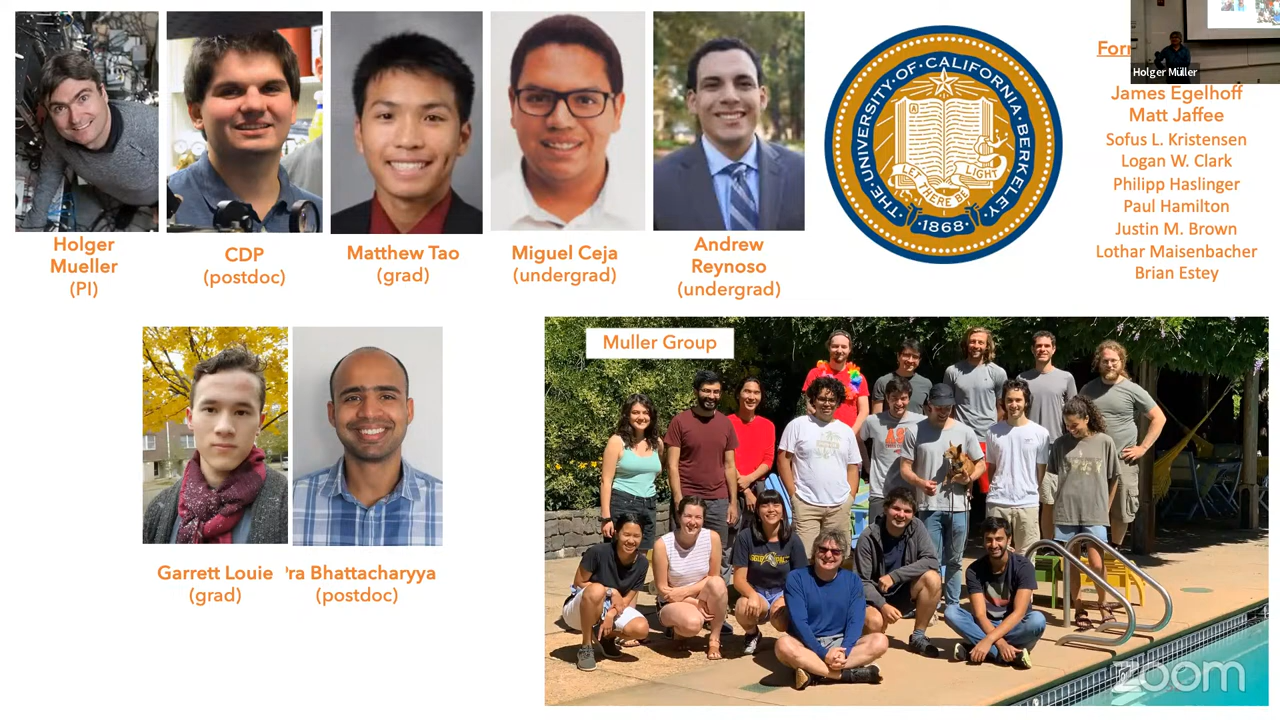 Holger
Mueller
(PI)
CDP
(postdoc)
Matthew Tao
(grad)
Miguel Ceja
(undergrad)
Andrew
Reynoso
(undergrad)
THE UNIVERSITY OF CALIFORNIA BERKELEY
A
LET THERE BE LIGHT
1868
Holger Müller
James Egelhoff
Matt Jaffee
Sofus L. Kristensen
Logan W. Clark
Philipp Haslinger
Paul Hamilton
Justin M. Brown
Lothar Maisenbacher
Brian Estey
Garrett Louie
(grad)
Bhattacharyya
(postdoc)
Muller Group
zoom